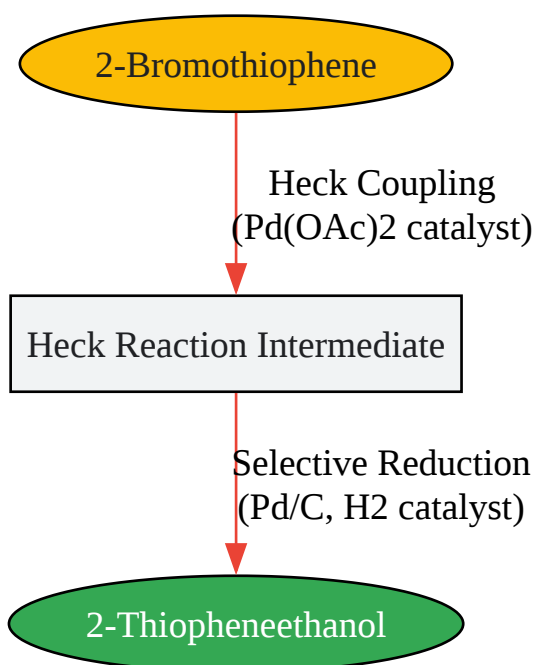 2-Bromothiophene
Heck Coupling
(Pd(OAc)2 catalyst)
Heck Reaction Intermediate
Selective Reduction
(Pd/C, H2 catalyst)
2-Thiopheneethanol